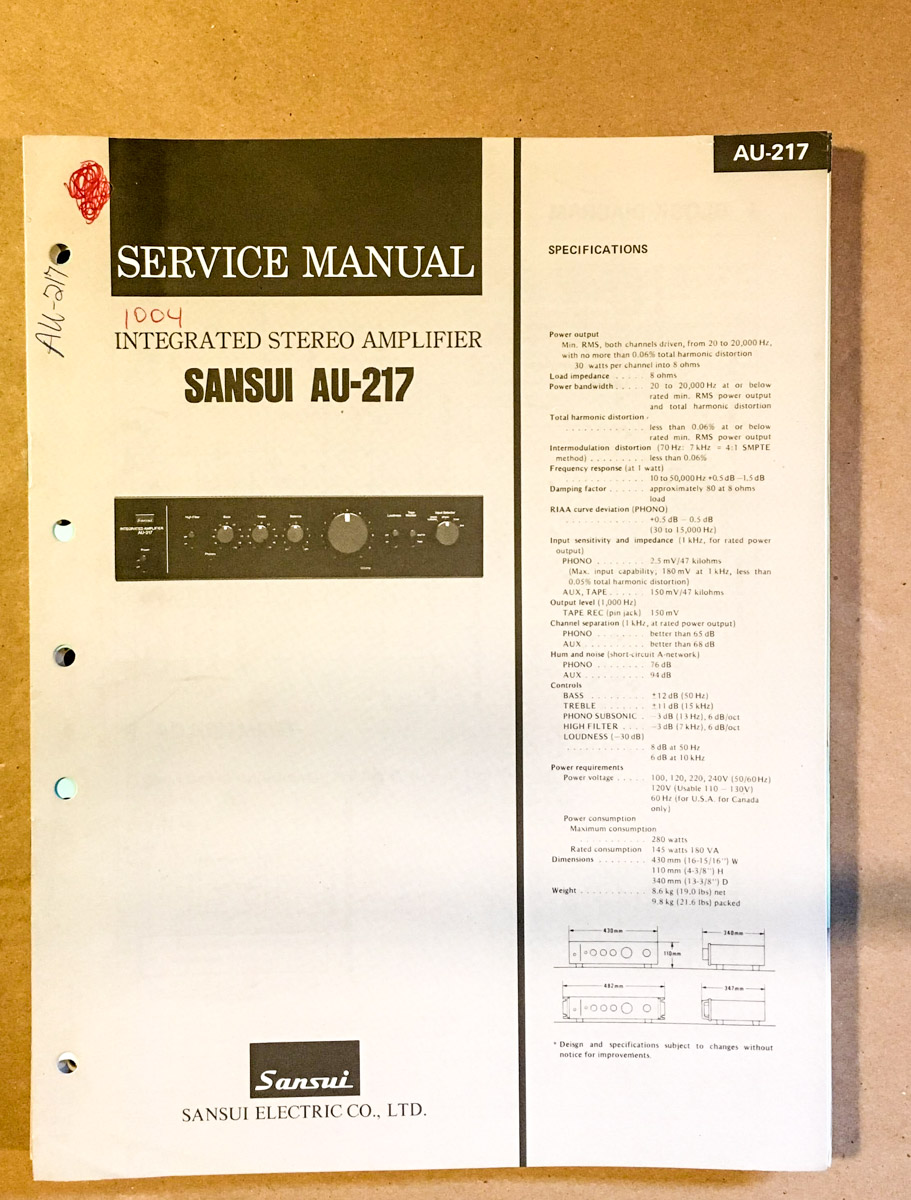 AU-217
SERVICE MANUAL
AU-217
1004
INTEGRATED STEREO AMPLIFIER
SANSUI AU-217
Sansui
INTEGRATED AMPLIFIER
AU-217
Power
High Filter
Phones
Bass
Treble
Balance
Volume
Loudness
Sansui
SANSUI ELECTRIC CO., LTD.
SPECIFICATIONS
Power output
Min. RMS, both channels driven, from 20 to 20,000 Hz,
with no more than 0.06% total harmonic distortion
30 watts per channel into 8 ohms
Load impedance . . . . . 8 ohms
Power bandwidth . . . . . 20 to 20,000 Hz at or below
rated min. RMS power output
and total harmonic distortion
Total harmonic distortion .
. . . . . . . . . . . . . less than 0.06% at or below
rated min. RMS power output
Intermodulation distortion (70 Hz: 7 kHz = 4:1 SMPTE
method) . . . . . . . . . less than 0.06%
Frequency response (at 1 watt)
. . . . . . . . . . . . . 10 to 50,000 Hz +0.5 dB -1.5 dB
Damping factor . . . . . . approximately 80 at 8 ohms
load
RIAA curve deviation (PHONO)
. . . . . . . . . . . . . +0.5 dB - 0.5 dB
(30 to 15,000 Hz)
Input sensitivity and impedance (1 kHz, for rated power
output)
PHONO . . . . . . . . 2.5 mV/47 kilohms
(Max. input capability; 180 mV at 1 kHz, less than
0.05% total harmonic distortion)
AUX, TAPE . . . . . . 150 mV/47 kilohms
Output level (1,000 Hz)
TAPE REC (pin jack) 150 mV
Channel separation (1 kHz, at rated power output)
PHONO . . . . . . . . better than 65 dB
AUX . . . . . . . . . . better than 68 dB
Hum and noise (short-circuit A-network)
PHONO . . . . . . . . 76 dB
AUX . . . . . . . . . . 94 dB
Controls
BASS . . . . . . . . . ±12 dB (50 Hz)
TREBLE . . . . . . . ±11 dB (15 kHz)
PHONO SUBSONIC . -3 dB (13 Hz), 6 dB/oct
HIGH FILTER . . . . -3 dB (7 kHz), 6 dB/oct
LOUDNESS (-30 dB)
. . . . . . . . . . . . 8 dB at 50 Hz
6 dB at 10 kHz
Power requirements
Power voltage . . . . . 100, 120, 220, 240V (50/60 Hz)
120V (Usable 110 - 130V)
60 Hz (for U.S.A. for Canada
only)
Power consumption
Maximum consumption
. . . . . . . . . . . 280 watts
Rated consumption 145 watts 180 VA
Dimensions . . . . . . . . 430 mm (16-15/16") W
110 mm (4-3/8") H
340 mm (13-3/8") D
Weight . . . . . . . . . . . 8.6 kg (19.0 lbs) net
9.8 kg (21.6 lbs) packed
430mm
340mm
110mm
482mm
347mm
* Deisgn and specifications subject to changes without
notice for improvements.